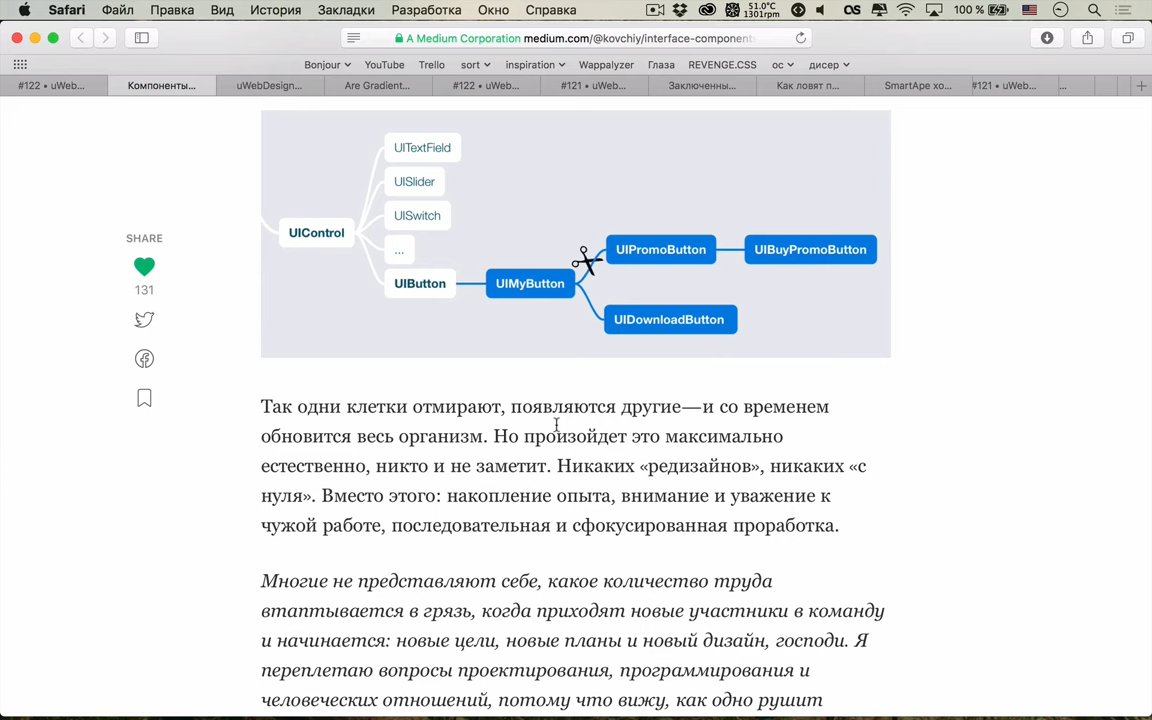 Safari Файл Правка Вид История Закладки Разработка Окно Справка 51.0°C 1301rpm 100 %
A Medium Corporation medium.com/@kovchiy/interface-component
Bonjour YouTube Trello sort inspiration Wappalyzer Глаза REVENGE.CSS ос дисер
#122 • uWeb... Компоненты... uWebDesign... Are Gradient... #122 • uWeb... #121 • uWeb... Заключенны... Как ловят п... SmartApe хо... #121 • uWeb... ...
UITextField
UISlider
UISwitch
UIControl
...
UIButton
UIMyButton
UIPromoButton
UIBuyPromoButton
UIDownloadButton
SHARE
131
Так одни клетки отмирают, появляются другие—и со временем
обновится весь организм. Но произойдет это максимально
естественно, никто и не заметит. Никаких «редизайнов», никаких «с
нуля». Вместо этого: накопление опыта, внимание и уважение к
чужой работе, последовательная и сфокусированная проработка.
Многие не представляют себе, какое количество труда
втаптывается в грязь, когда приходят новые участники в команду
и начинается: новые цели, новые планы и новый дизайн, господи. Я
переплетаю вопросы проектирования, программирования и
человеческих отношений, потому что вижу, как одно рушит